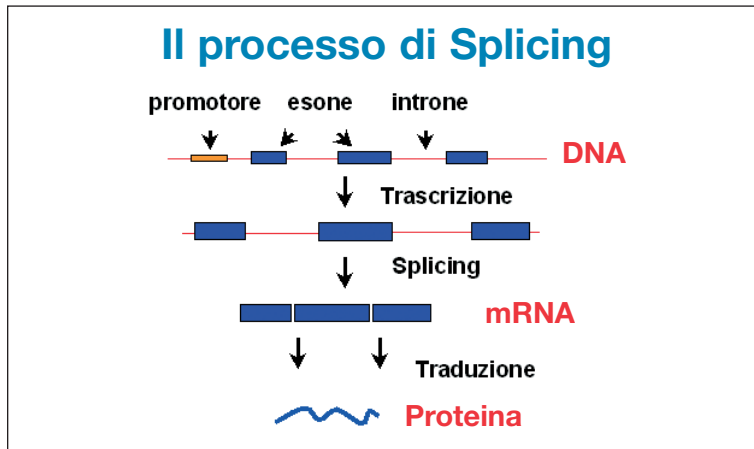 Il processo di Splicing
promotore esone introne
DNA
Trascrizione
Splicing
mRNA
Traduzione
Proteina